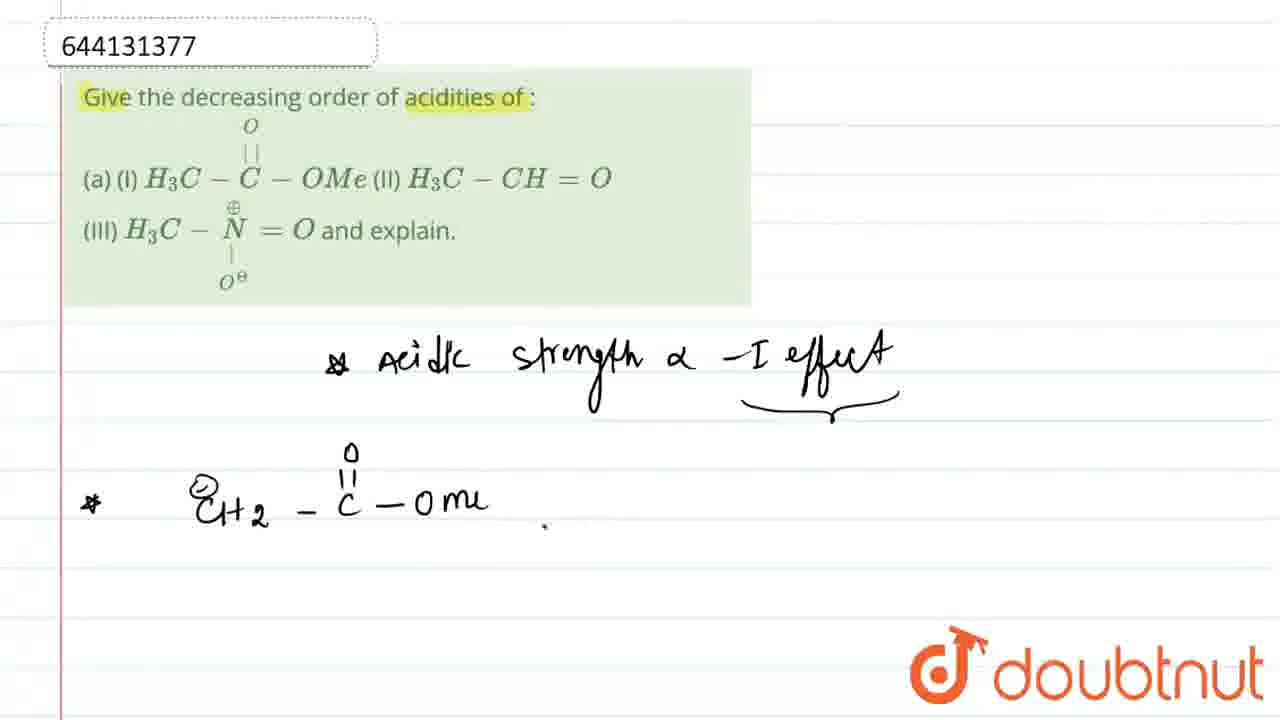 644131377
Give the decreasing order of acidities of :
O
||
(a) (I) H₃C − C − OMe (II) H₃C − CH = O
⊕
(III) H₃C − N = O and explain.
|
O⊖
* Acidic strength α −I effect
O
||
* ⊖CH2 − C − OMe
doubtnut